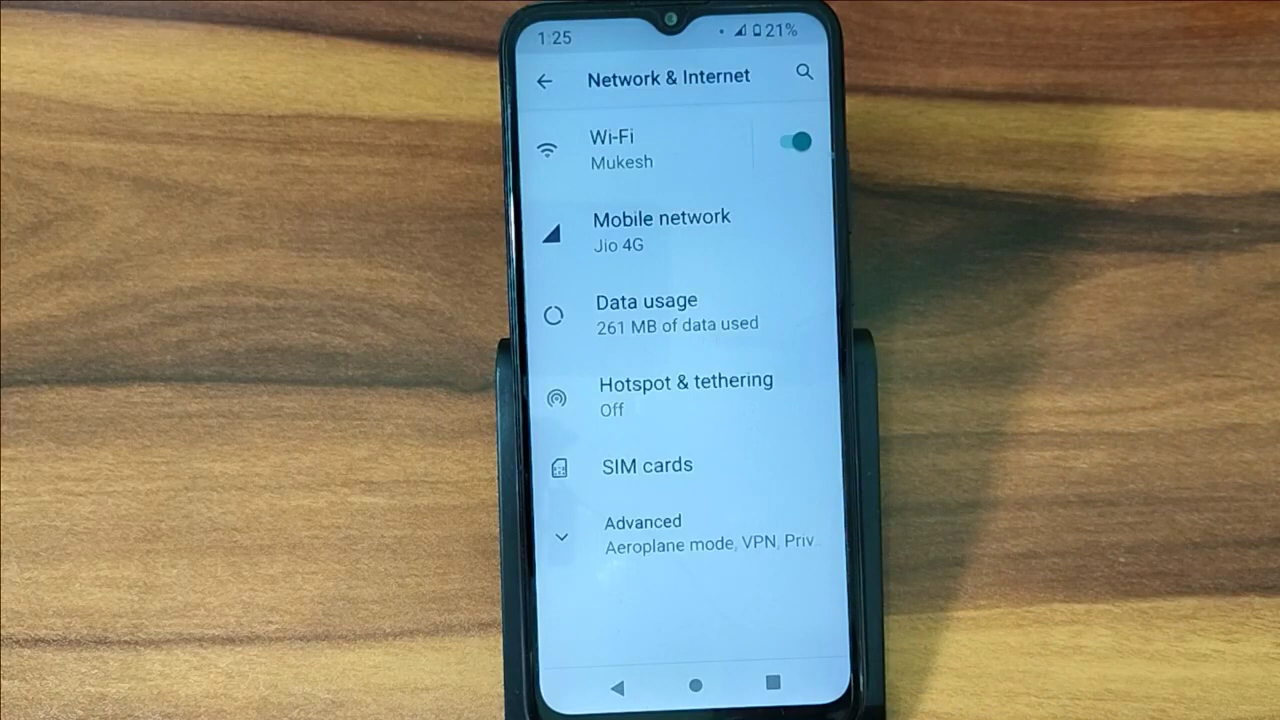 1:25 21%
Network & Internet
Wi-Fi
Mukesh
Mobile network
Jio 4G
Data usage
261 MB of data used
Hotspot & tethering
Off
SIM cards
Advanced
Aeroplane mode, VPN, Priv..